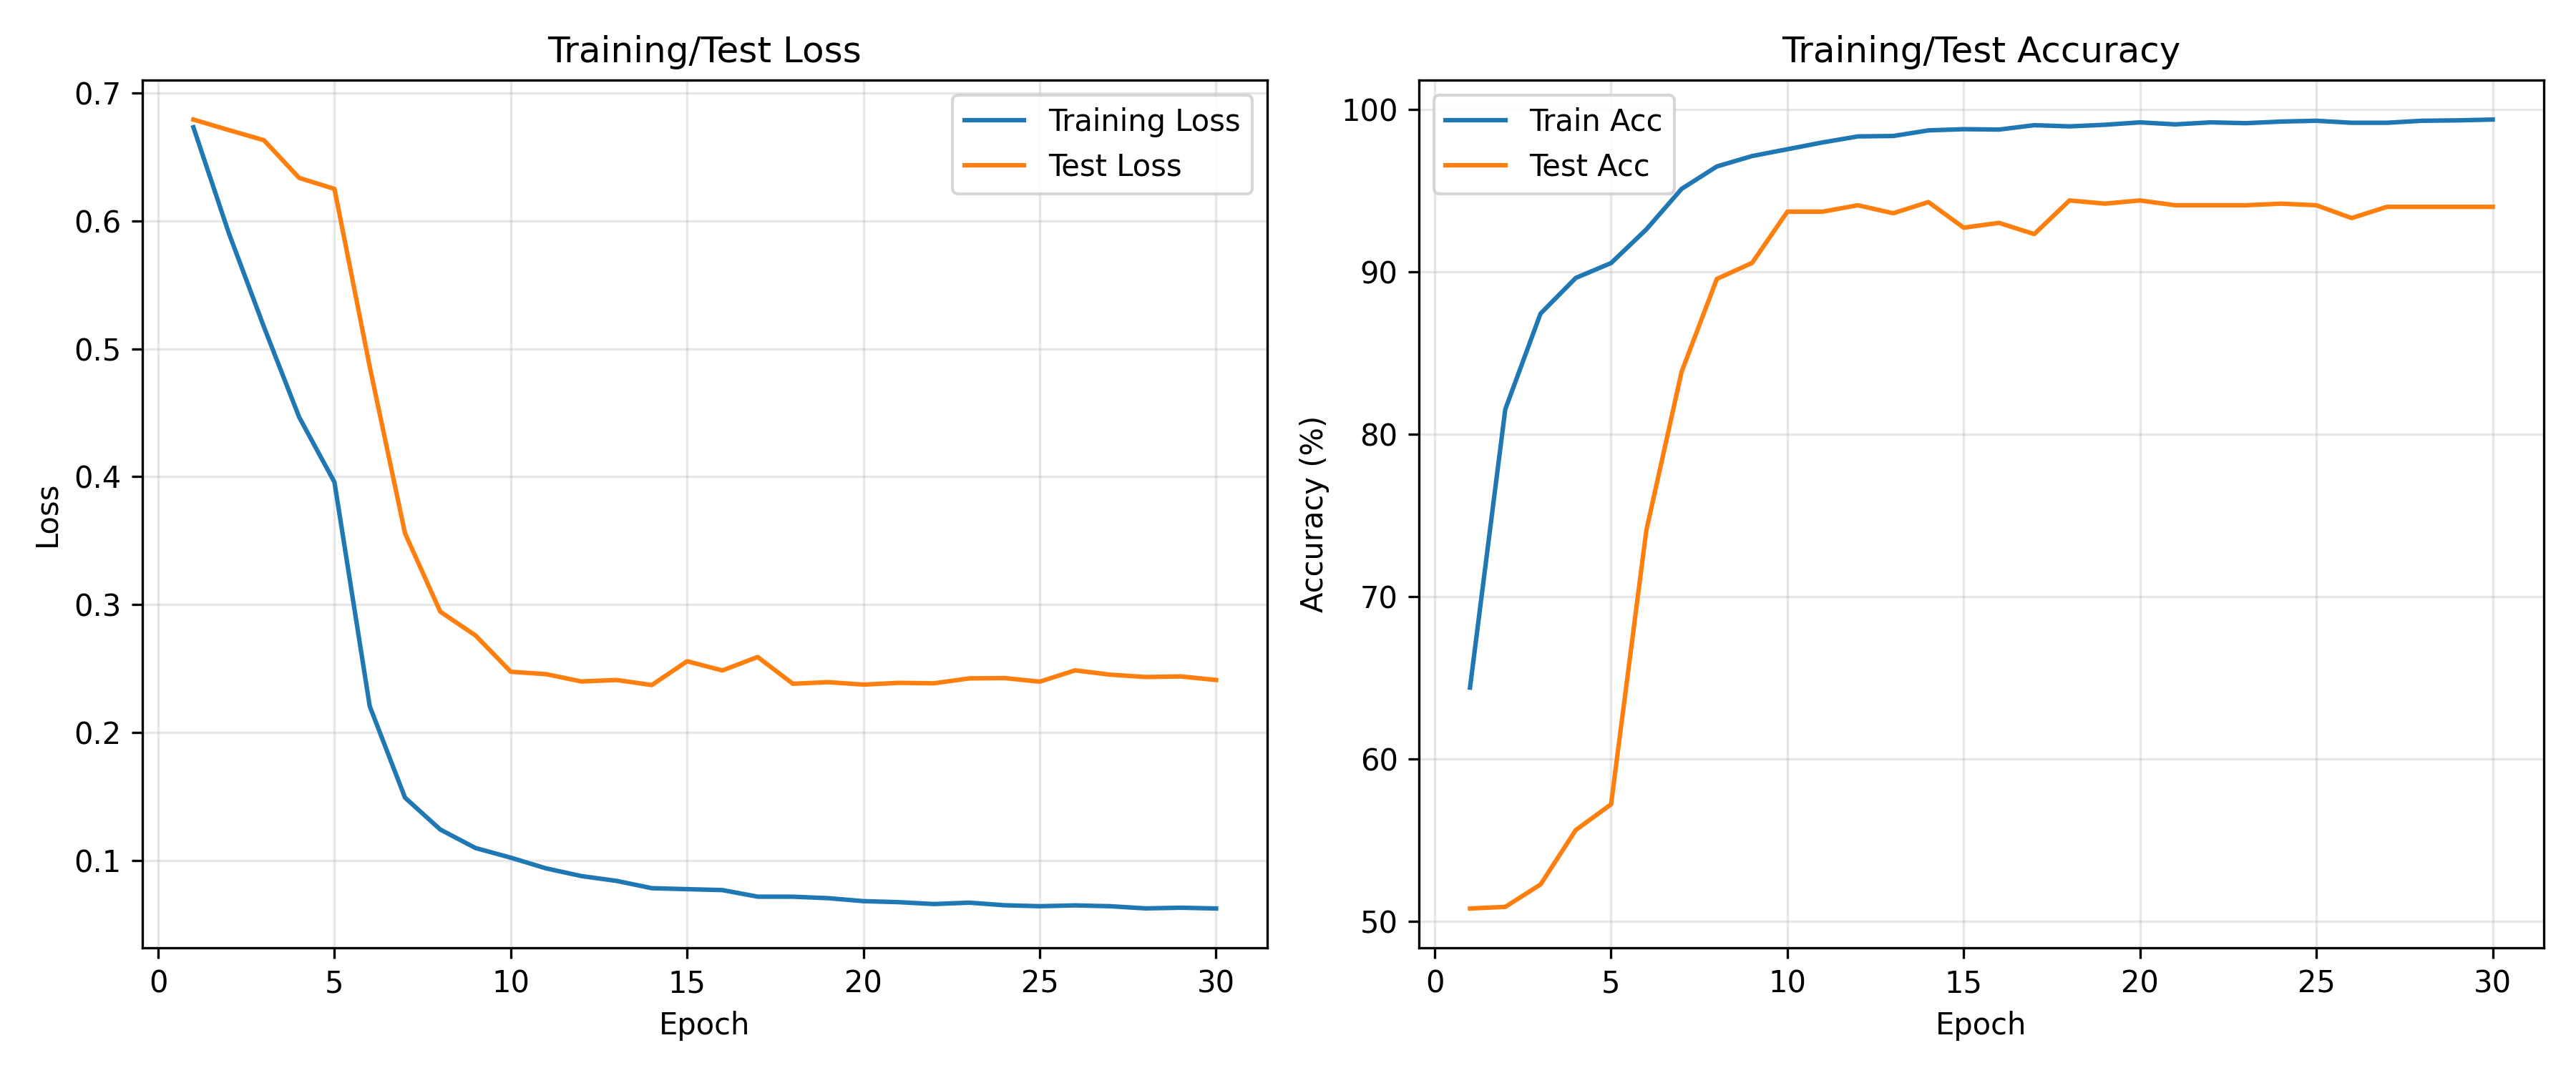 Training/Test Loss
0.7
0.6
0.5
0.4
0.3
0.2
0.1
Loss
Training Loss
Test Loss
0 5 10 15 20 25 30
Epoch
Training/Test Accuracy
100
90
80
70
60
50
Accuracy (%)
Train Acc
Test Acc
0 5 10 15 20 25 30
Epoch